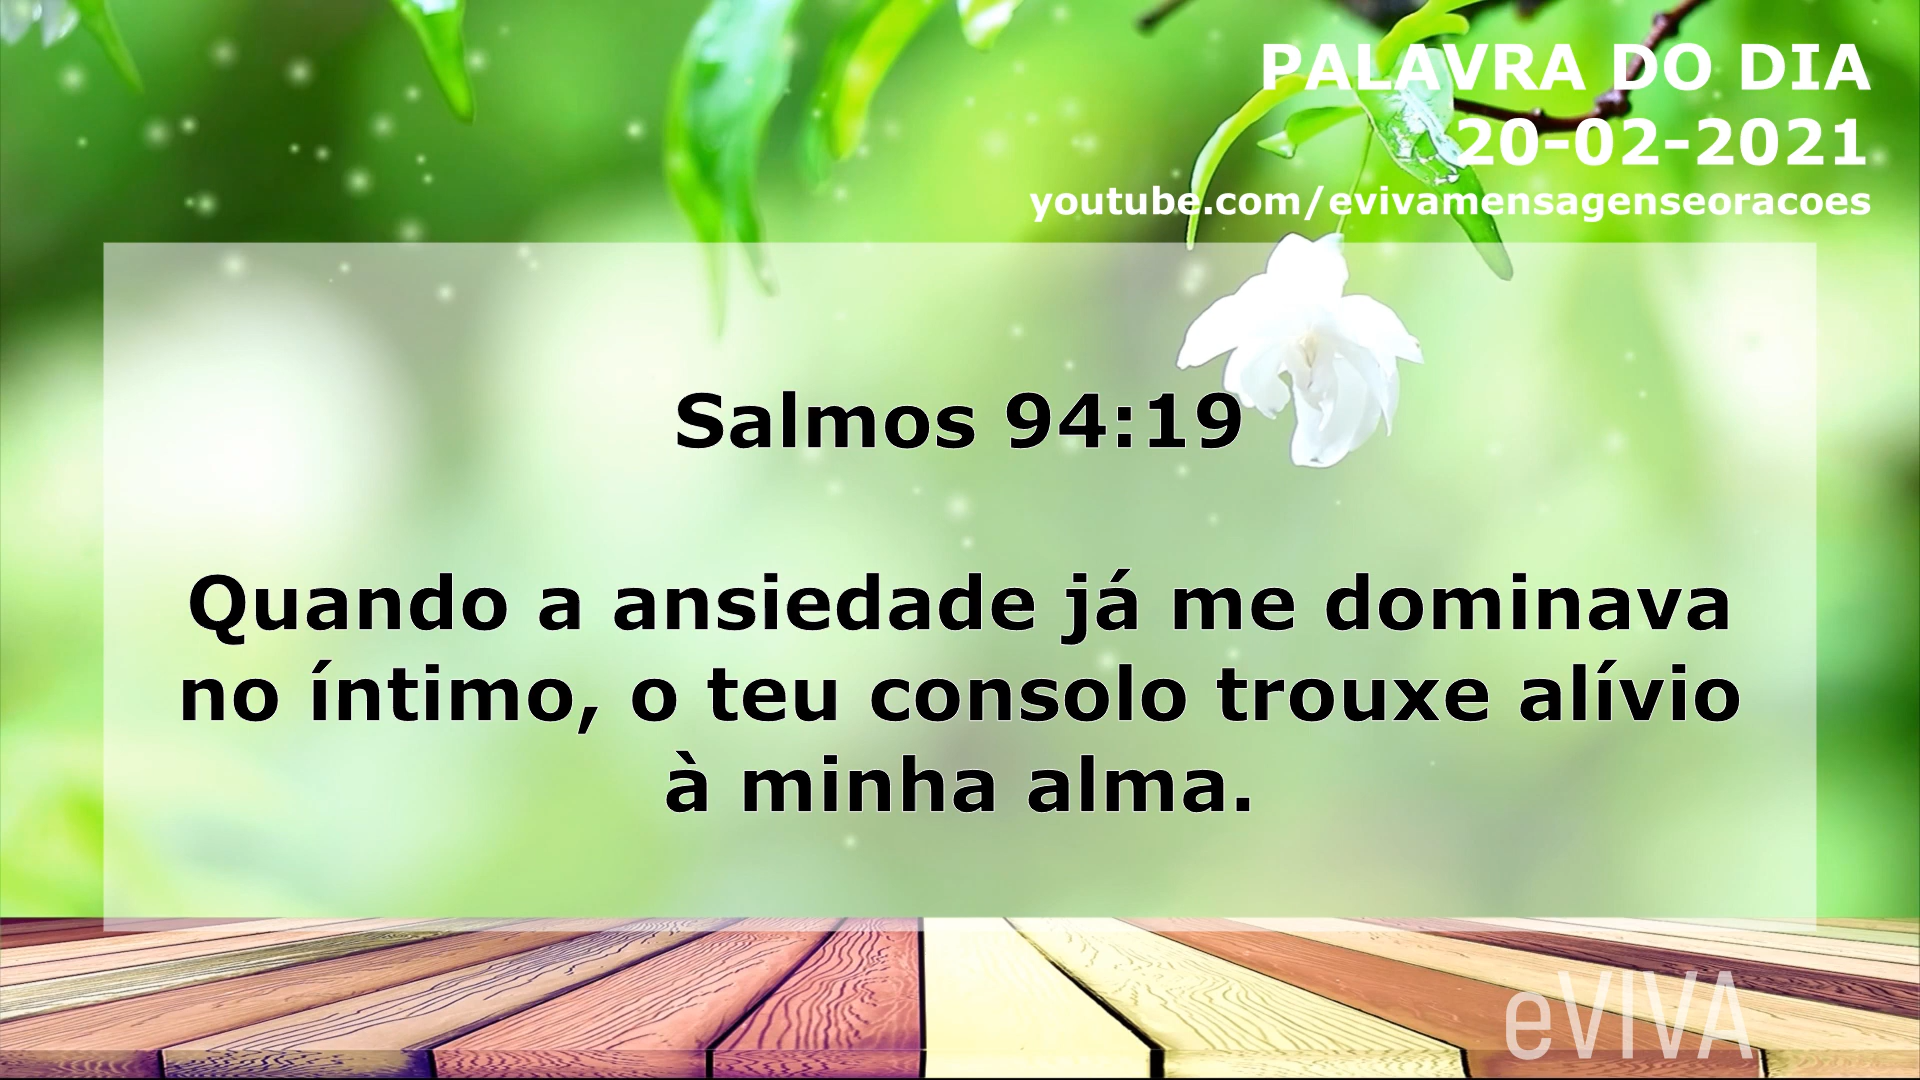 PALAVRA DO DIA
20-02-2021
youtube.com/evivamensagenseoracoes
Salmos 94:19
Quando a ansiedade já me dominava
no íntimo, o teu consolo trouxe alívio
à minha alma.
eVIVA